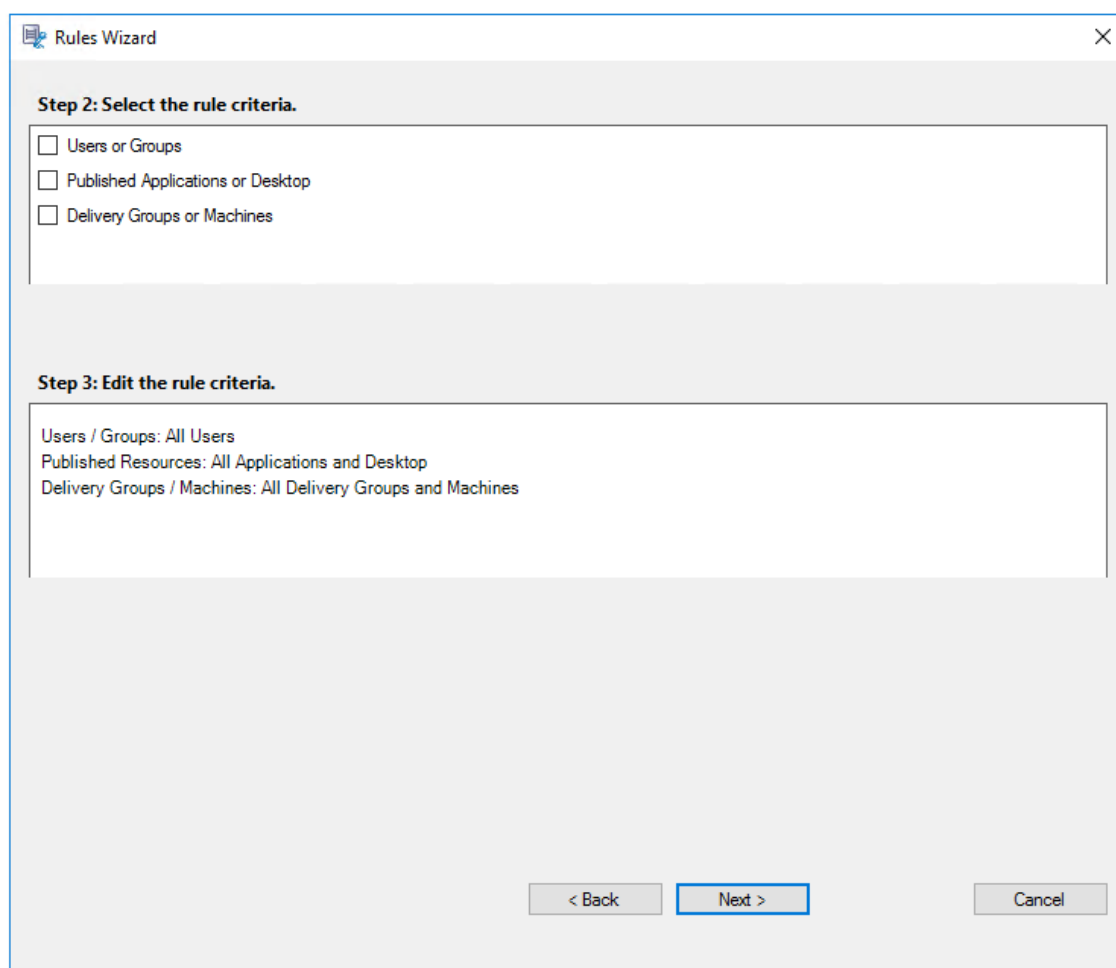 Rules Wizard
Step 2: Select the rule criteria.
Users or Groups
Published Applications or Desktop
Delivery Groups or Machines
Step 3: Edit the rule criteria.
Users / Groups: All Users
Published Resources: All Applications and Desktop
Delivery Groups / Machines: All Delivery Groups and Machines
< Back Next > Cancel